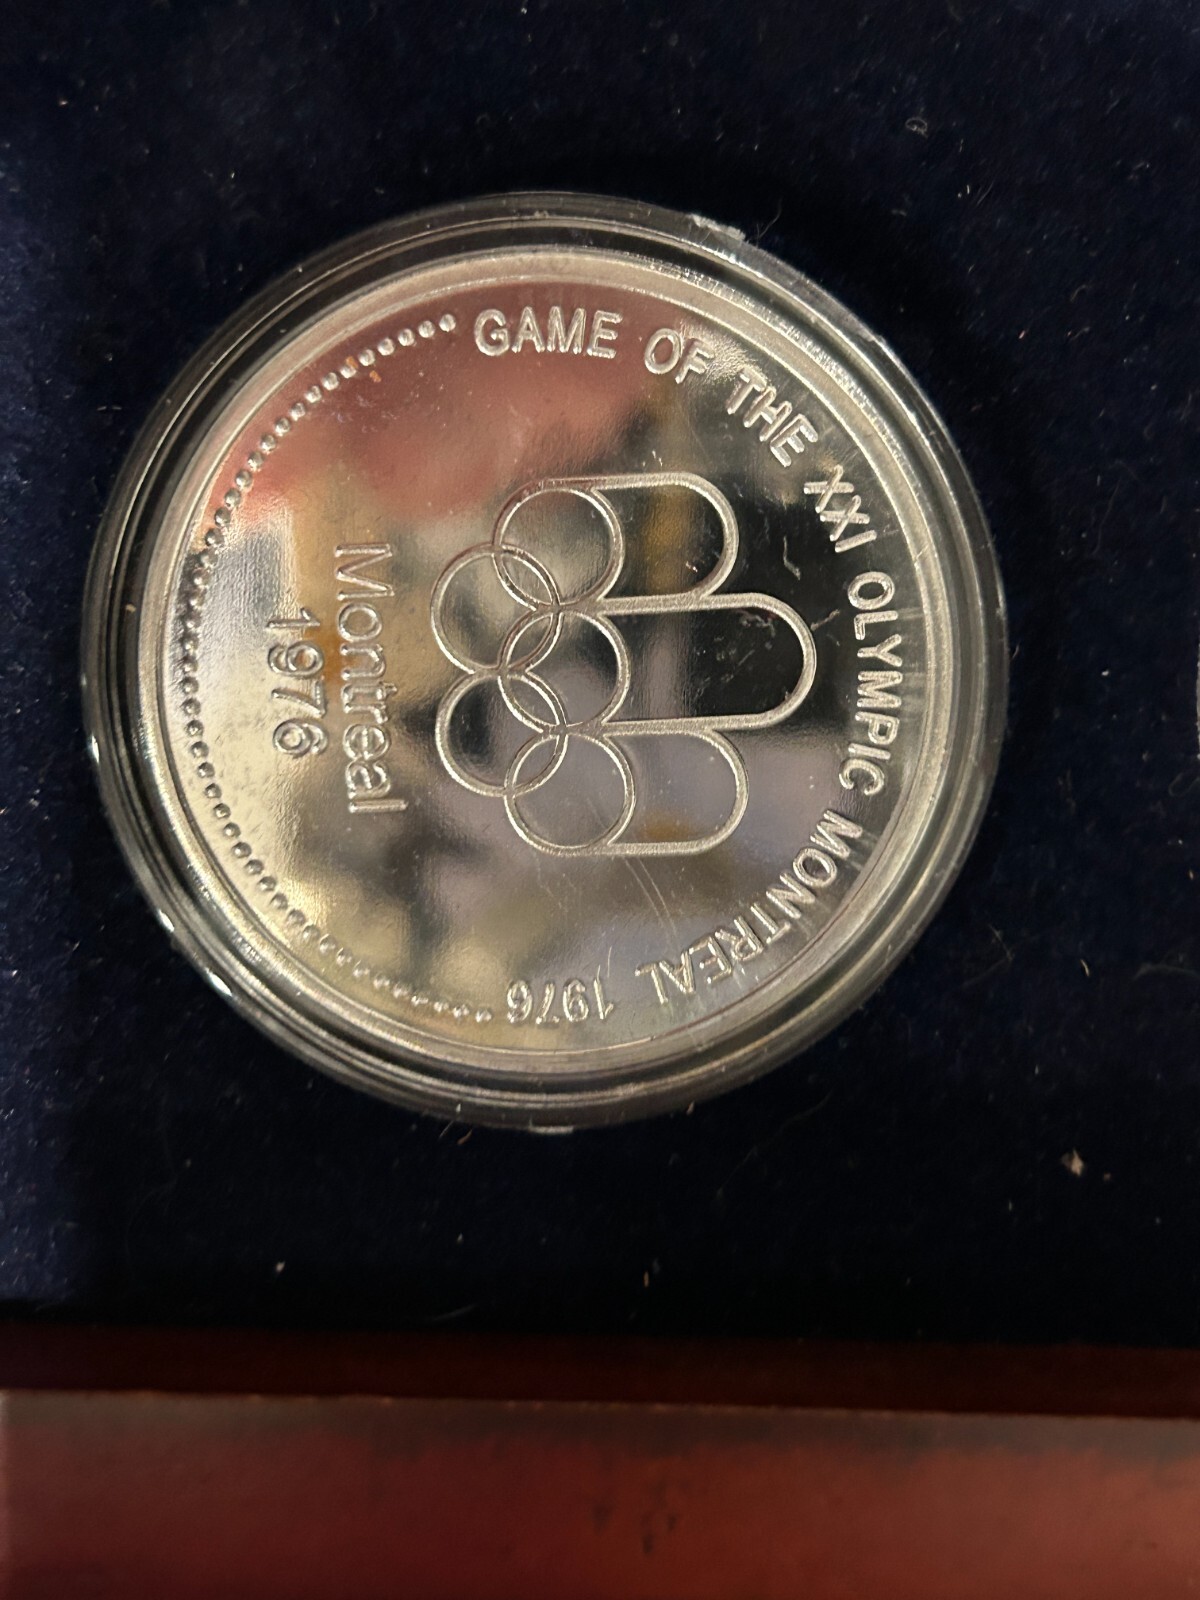 GAME OF THE XXI OLYMPIC MONTREAL 1976
Montreal
1976